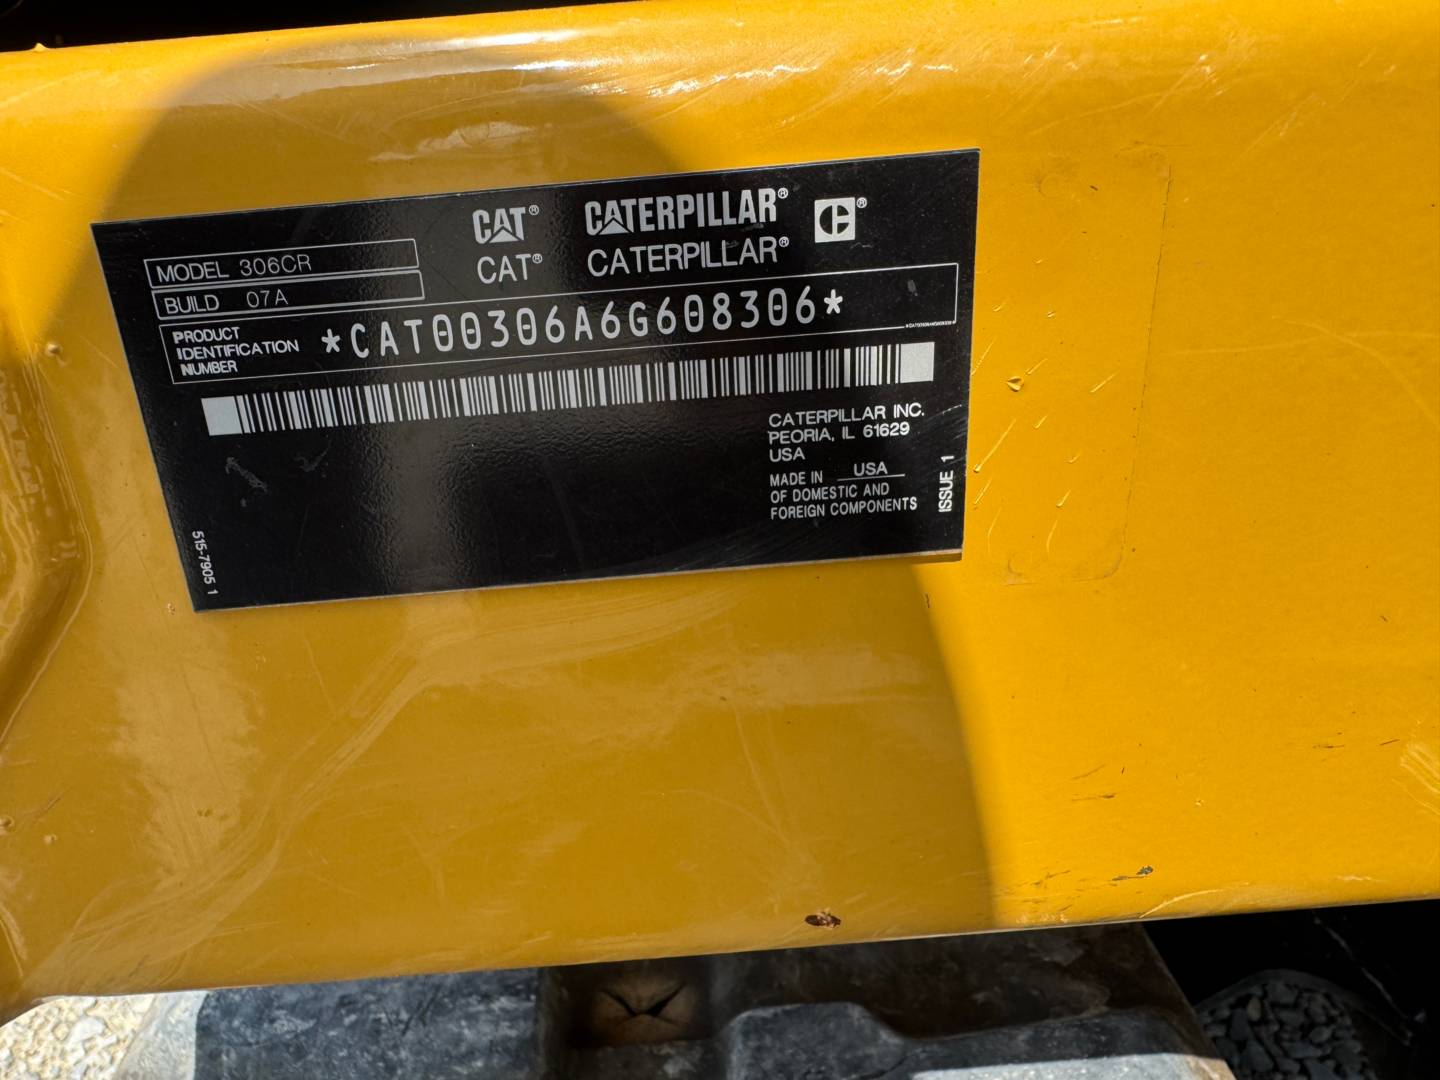 CAT® CATERPILLAR® C®
CAT® CATERPILLAR®
MODEL 306CR
BUILD 07A
PRODUCT IDENTIFICATION NUMBER
*CAT00306A6G608306*
CATERPILLAR INC.
PEORIA, IL 61629
USA
MADE IN USA
OF DOMESTIC AND
FOREIGN COMPONENTS
ISSUE 1
515-7905 1